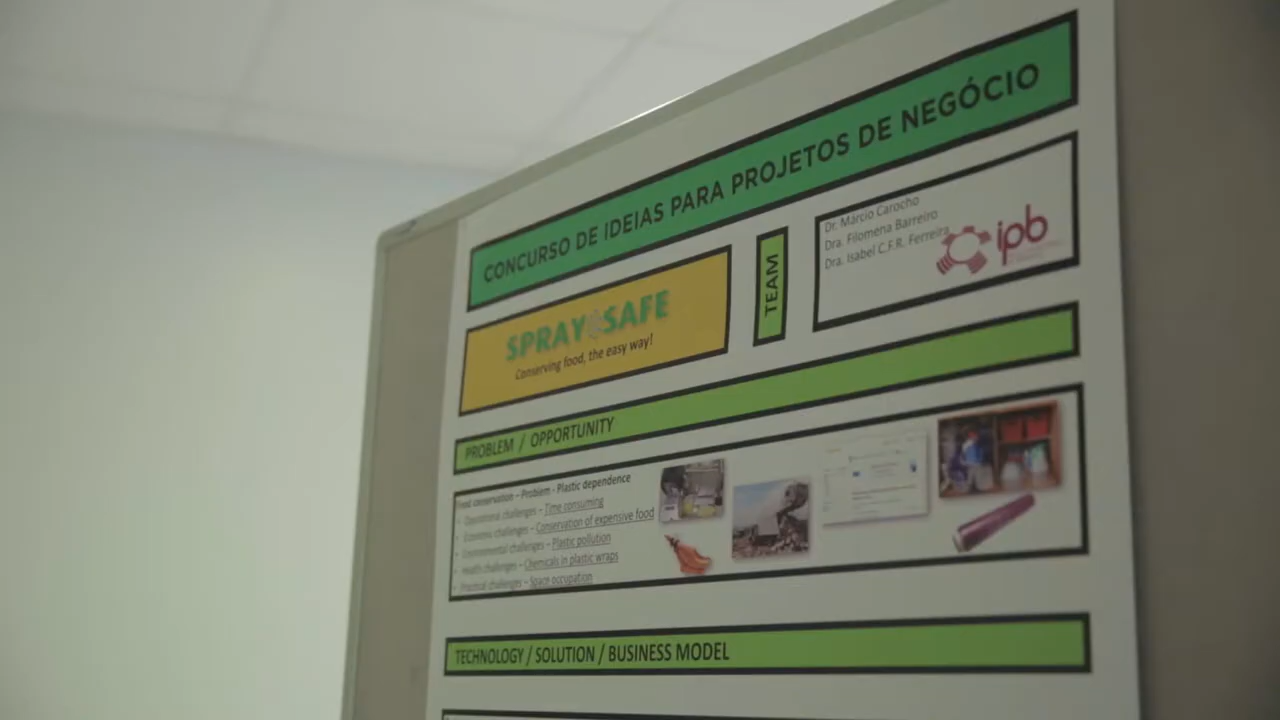 CONCURSO DE IDEIAS PARA PROJETOS DE NEGÓCIO
SPRAY SAFE
Conserving food, the easy way!
TEAM
Dr. Márcio Carocho
Dra. Filomena Barreiro
Dra. Isabel C.F.R. Ferreira
ipb
PROBLEM / OPPORTUNITY
Food conservation – Problem - Plastic dependence
Operational challenges – Time consuming
Economic challenges – Conservation of expensive food
Environmental challenges – Plastic pollution
Health challenges – Chemicals in plastic wraps
Practical challenges – Space occupation
TECHNOLOGY / SOLUTION / BUSINESS MODEL